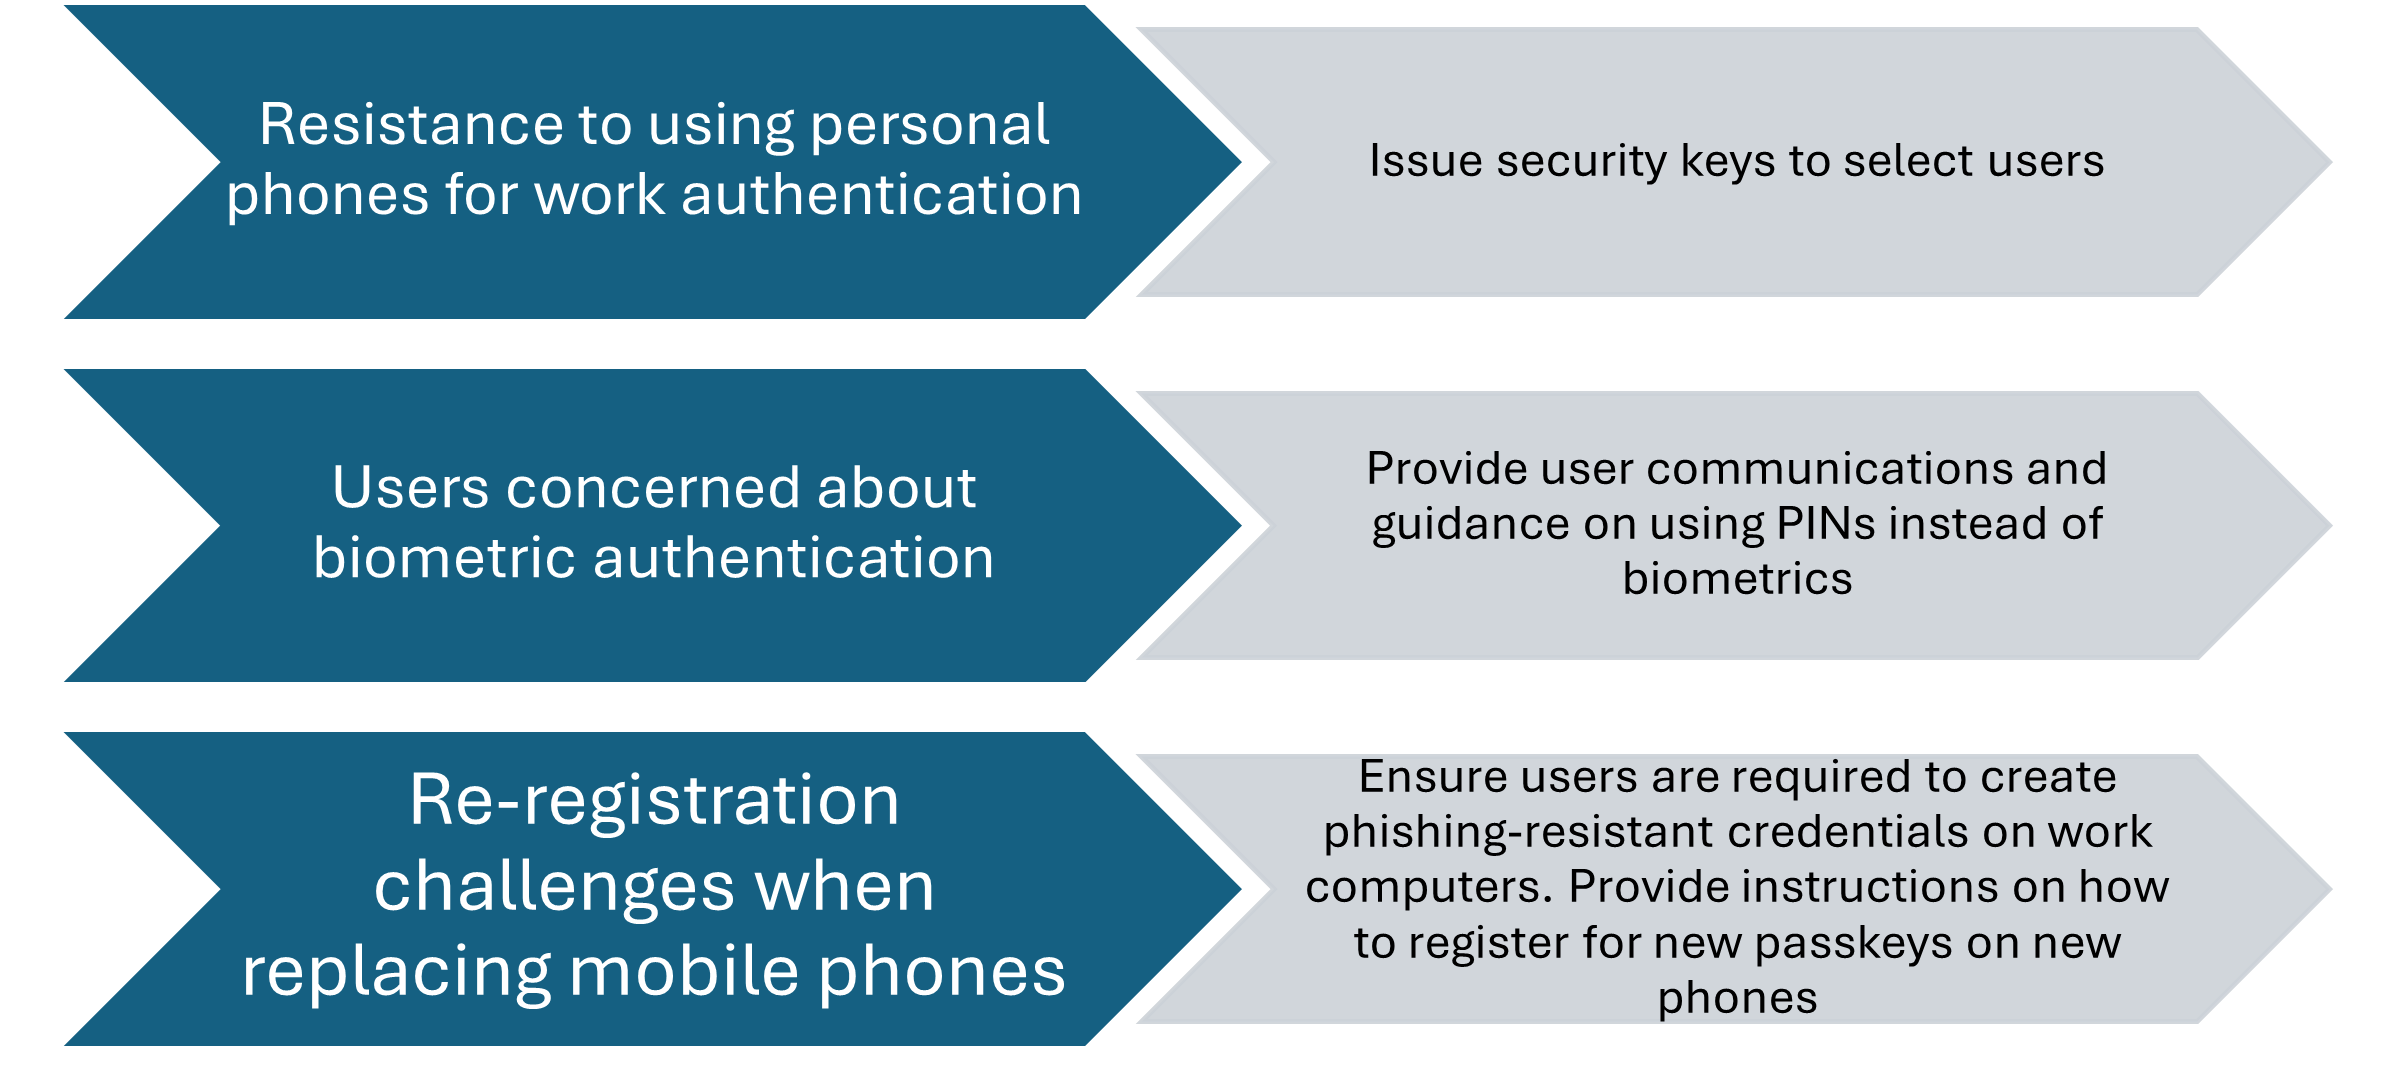 Resistance to using personal
phones for work authentication
Issue security keys to select users
Users concerned about
biometric authentication
Provide user communications and
guidance on using PINs instead of
biometrics
Re-registration
challenges when
replacing mobile phones
Ensure users are required to create
phishing-resistant credentials on work
computers. Provide instructions on how
to register for new passkeys on new
phones